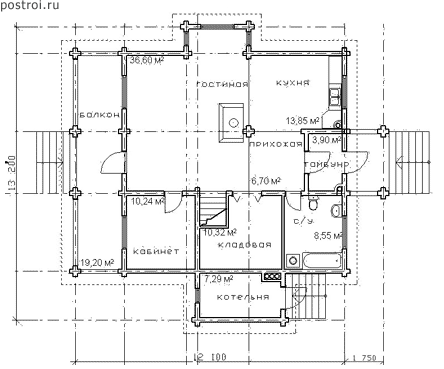 postroi.ru
36,60 м²
гостиная
кухня
балкон
13,85 м²
3,90 м²
прихожая
тамбур
6,70 м²
10,24 м²
с/у
10,32 м²
8,55 м²
кабинет
кладовая
19,20 м²
7,29 м²
котельня
13 200
12 100
1 750